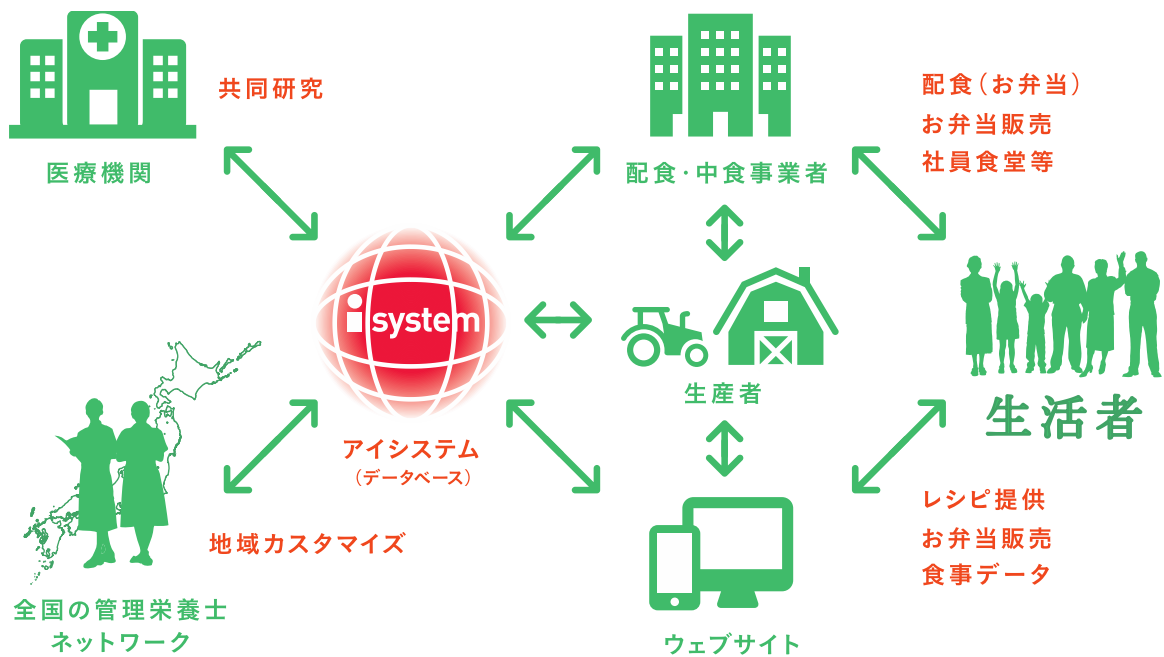 共同研究
医療機関
配食・中食事業者
配食（お弁当）
お弁当販売
社員食堂等
i system
アイシステム
（データベース）
生産者
生活者
地域カスタマイズ
全国の管理栄養士
ネットワーク
ウェブサイト
レシピ提供
お弁当販売
食事データ